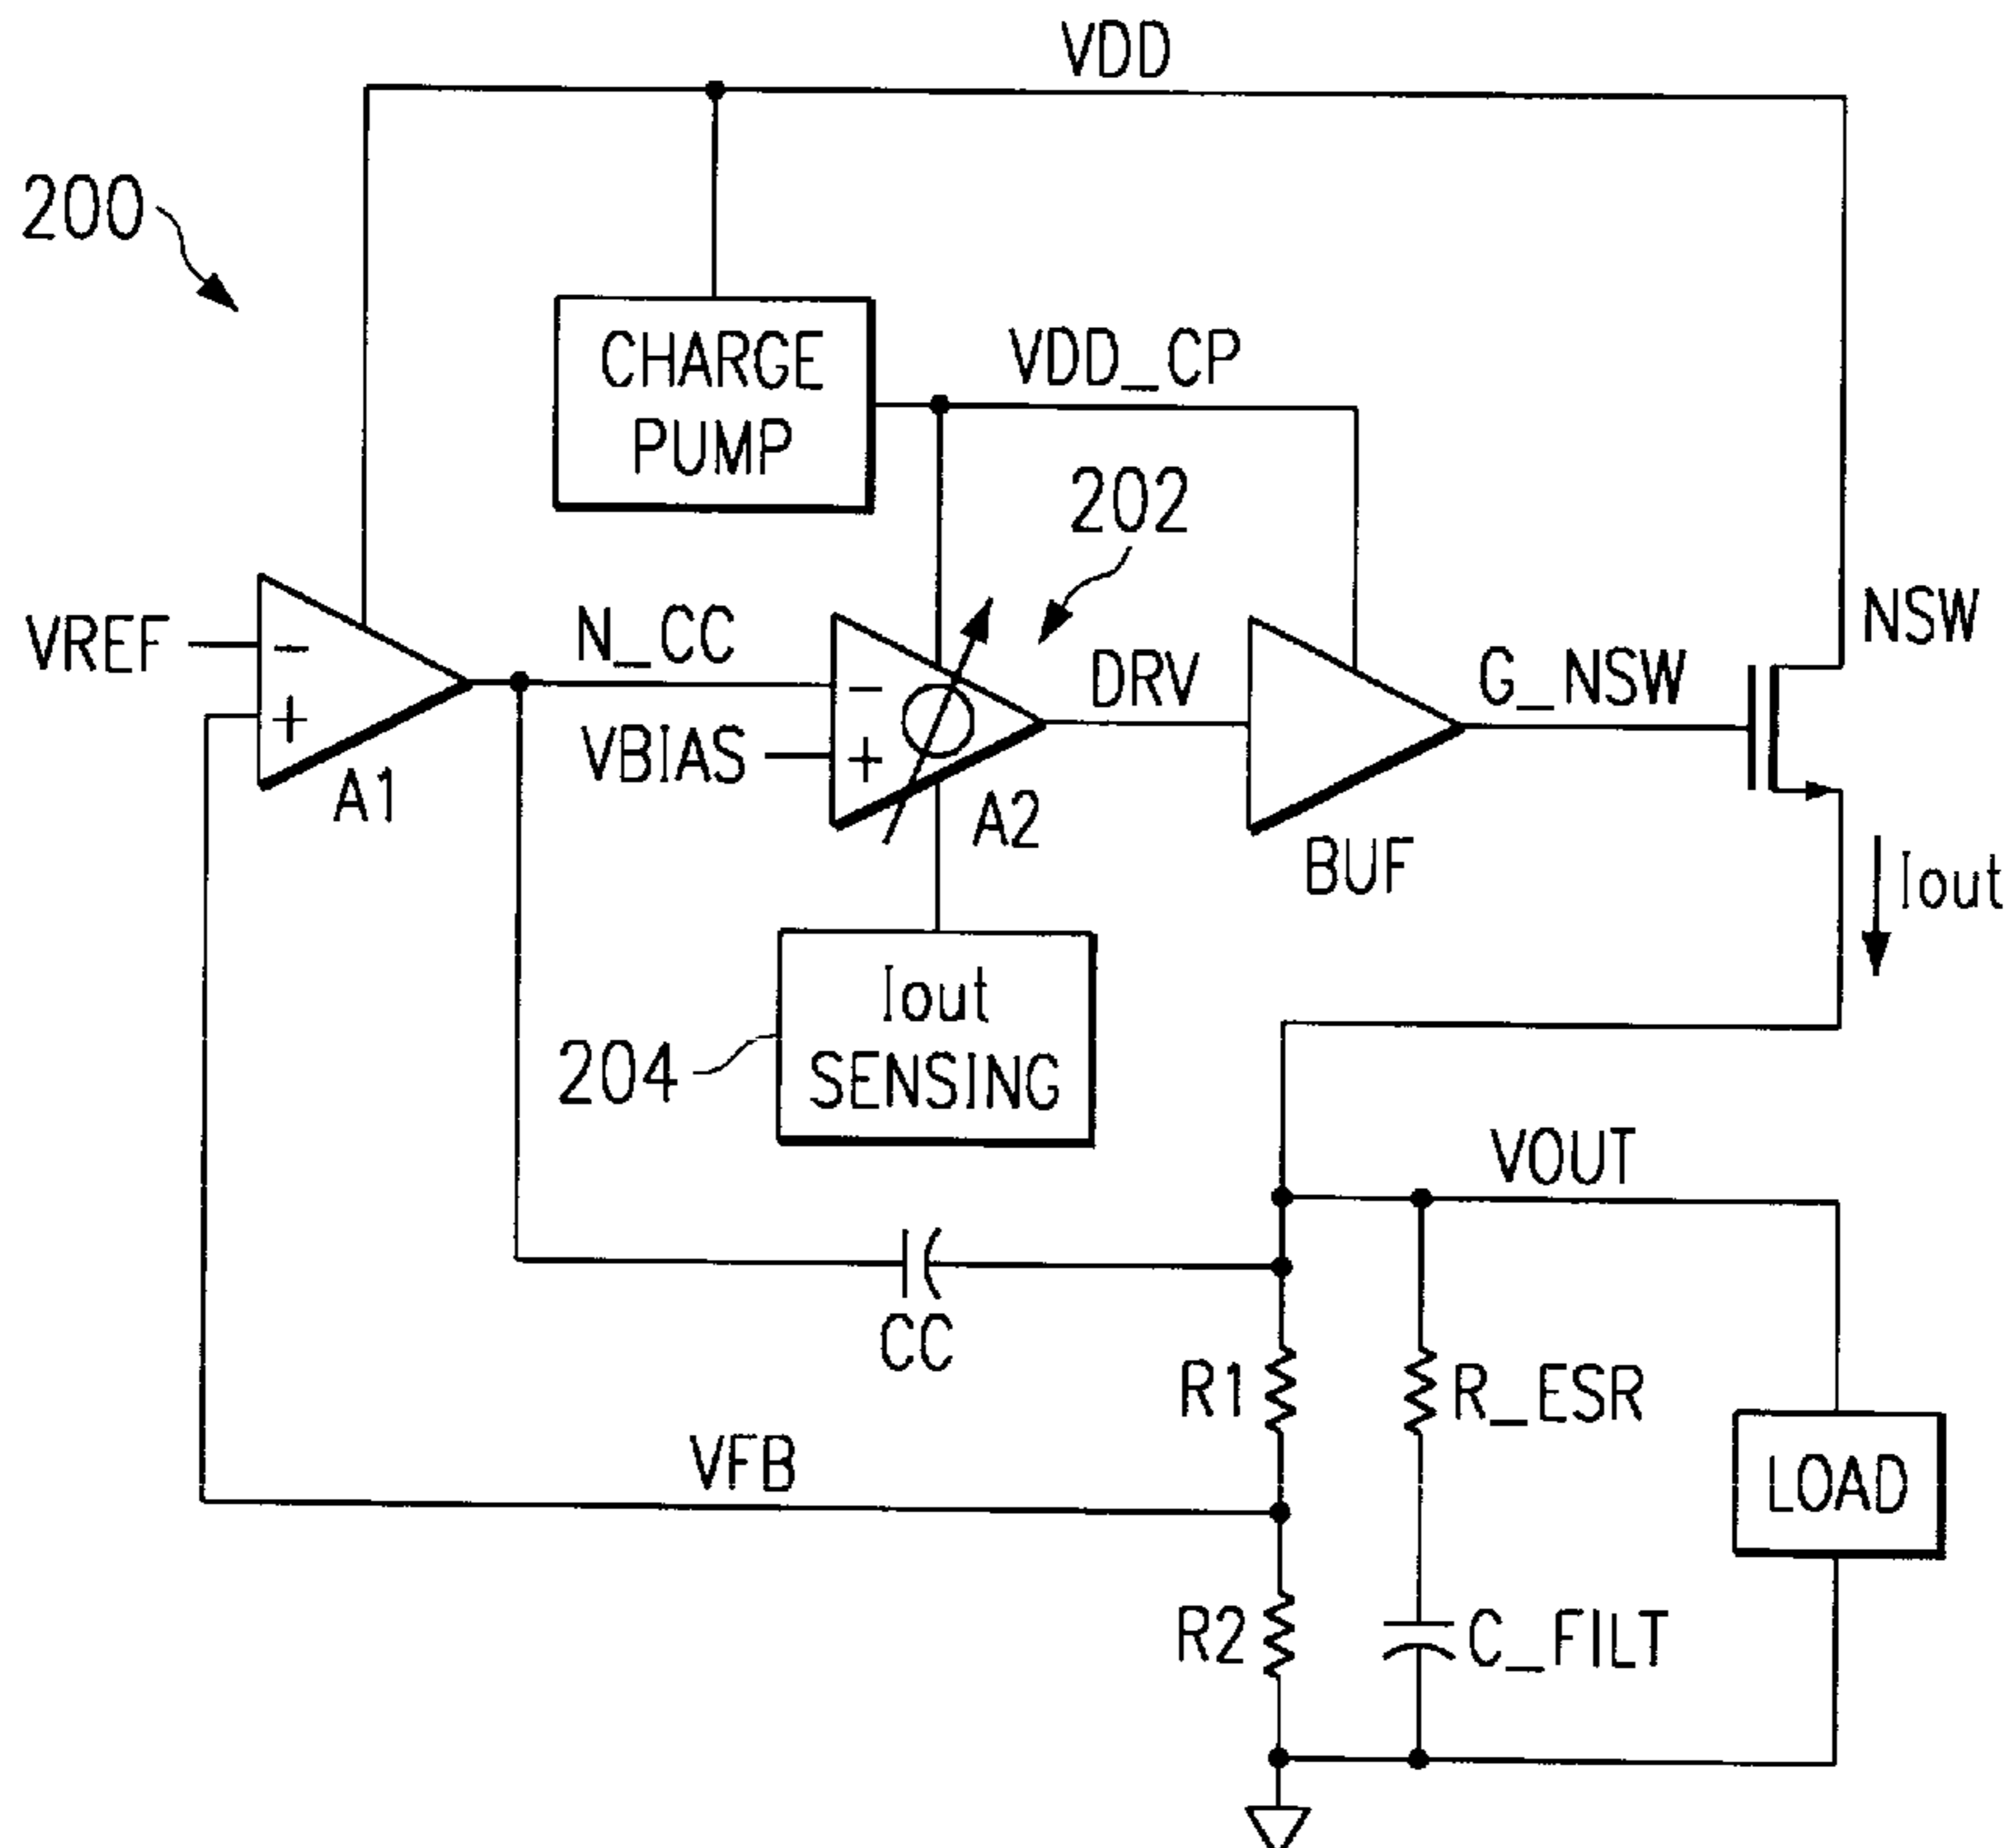 VDD
200
CHARGE
PUMP
VDD_CP
202
VREF
-
+
A1
N_CC
VBIAS
-
+
A2
DRV
BUF
G_NSW
NSW
Iout
Iout
SENSING
204
VOUT
CC
R1
R_ESR
LOAD
VFB
R2
C_FILT